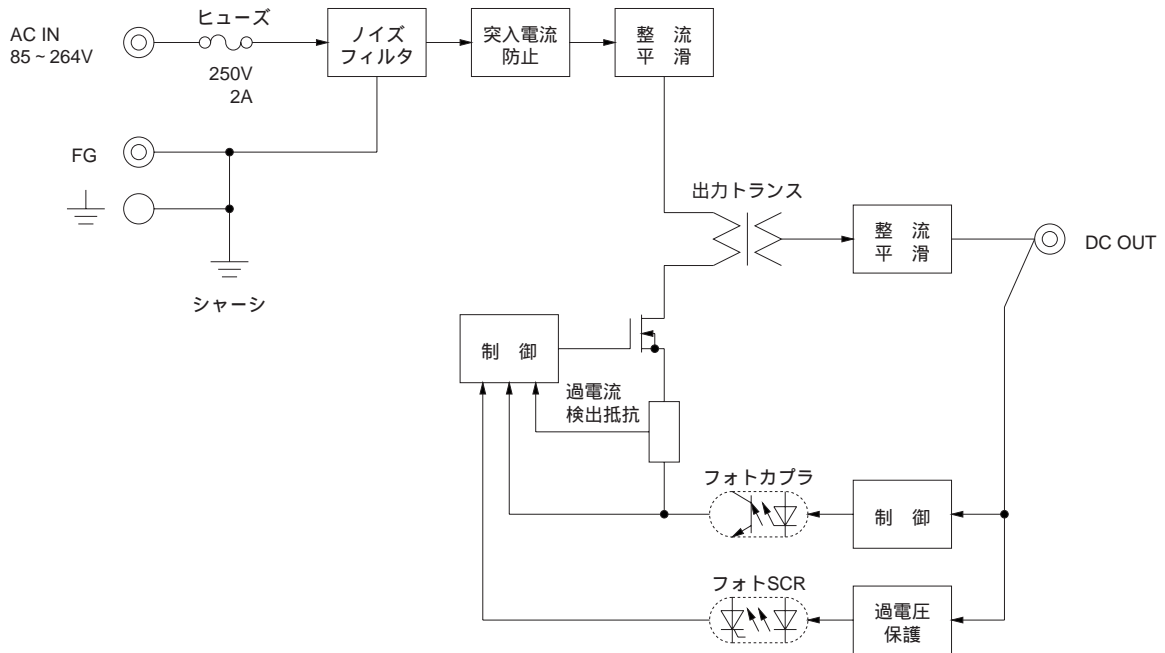 AC IN
85~264V
ヒューズ
250V
2A
ノイズ
フィルタ
突入電流
防止
整 流
平 滑
FG
シャーシ
出力トランス
整 流
平 滑
DC OUT
制 御
過電流
検出抵抗
フォトカプラ
制 御
フォトSCR
過電圧
保護